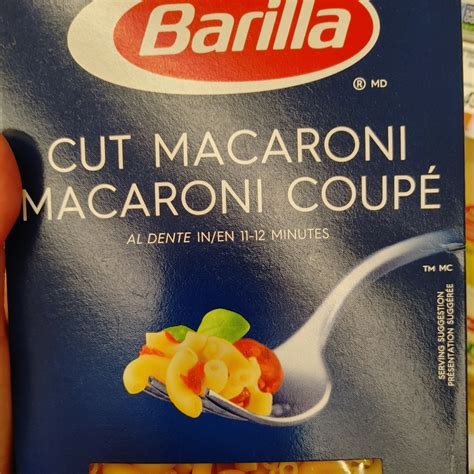 Barilla
® MD
CUT MACARONI
MACARONI COUPÉ
AL DENTE IN/EN 11-12 MINUTES
TM MC
SERVING SUGGESTION
PRÉSENTATION SUGGÉRÉE